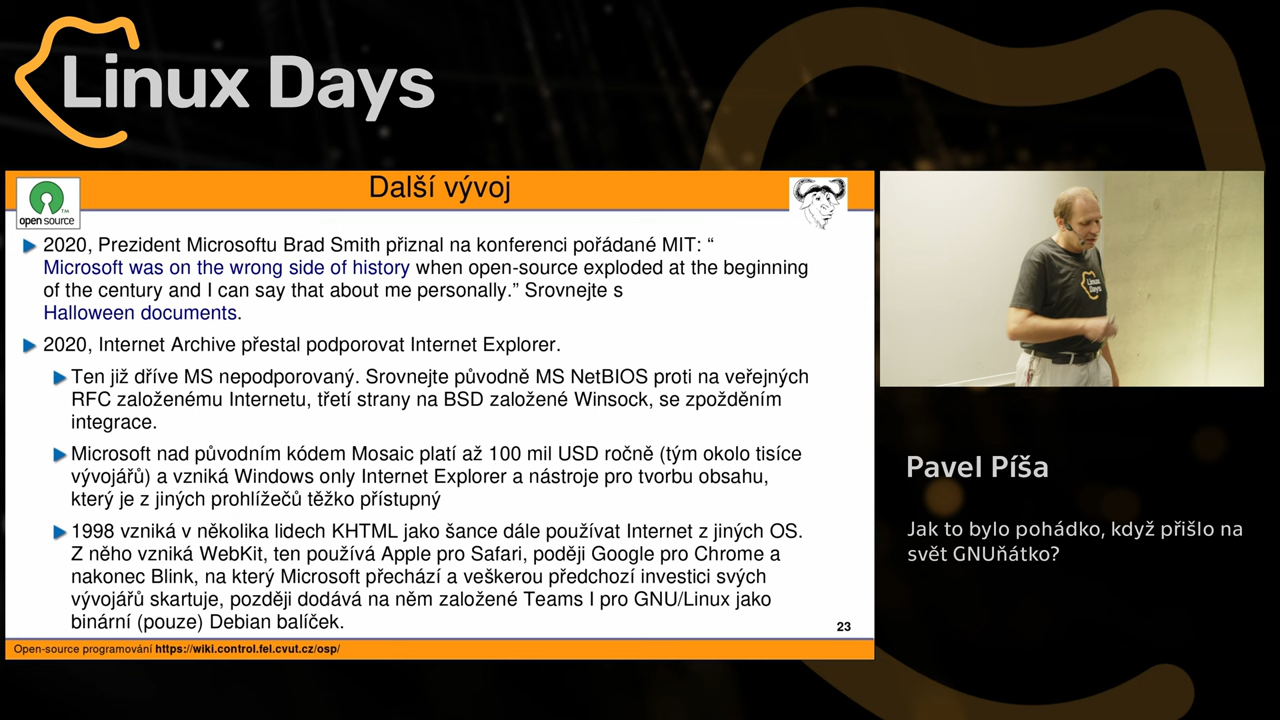 Linux Days
Další vývoj
open source
TM
2020, Prezident Microsoftu Brad Smith přiznal na konferenci pořádané MIT: “
Microsoft was on the wrong side of history when open-source exploded at the beginning
of the century and I can say that about me personally.” Srovnejte s
Halloween documents.
2020, Internet Archive přestal podporovat Internet Explorer.
Ten již dříve MS nepodporovaný. Srovnejte původně MS NetBIOS proti na veřejných
RFC založenému Internetu, třetí strany na BSD založené Winsock, se zpožděním
integrace.
Microsoft nad původním kódem Mosaic platí až 100 mil USD ročně (tým okolo tisíce
vývojářů) a vzniká Windows only Internet Explorer a nástroje pro tvorbu obsahu,
který je z jiných prohlížečů těžko přístupný
1998 vzniká v několika lidech KHTML jako šance dále používat Internet z jiných OS.
Z něho vzniká WebKit, ten používá Apple pro Safari, poději Google pro Chrome a
nakonec Blink, na který Microsoft přechází a veškerou předchozí investici svých
vývojářů skartuje, později dodává na něm založené Teams I pro GNU/Linux jako
binární (pouze) Debian balíček.
23
Open-source programování https://wiki.control.fel.cvut.cz/osp/
Linux
Days
Pavel Píša
Jak to bylo pohádko, když přišlo na
svět GNUňátko?